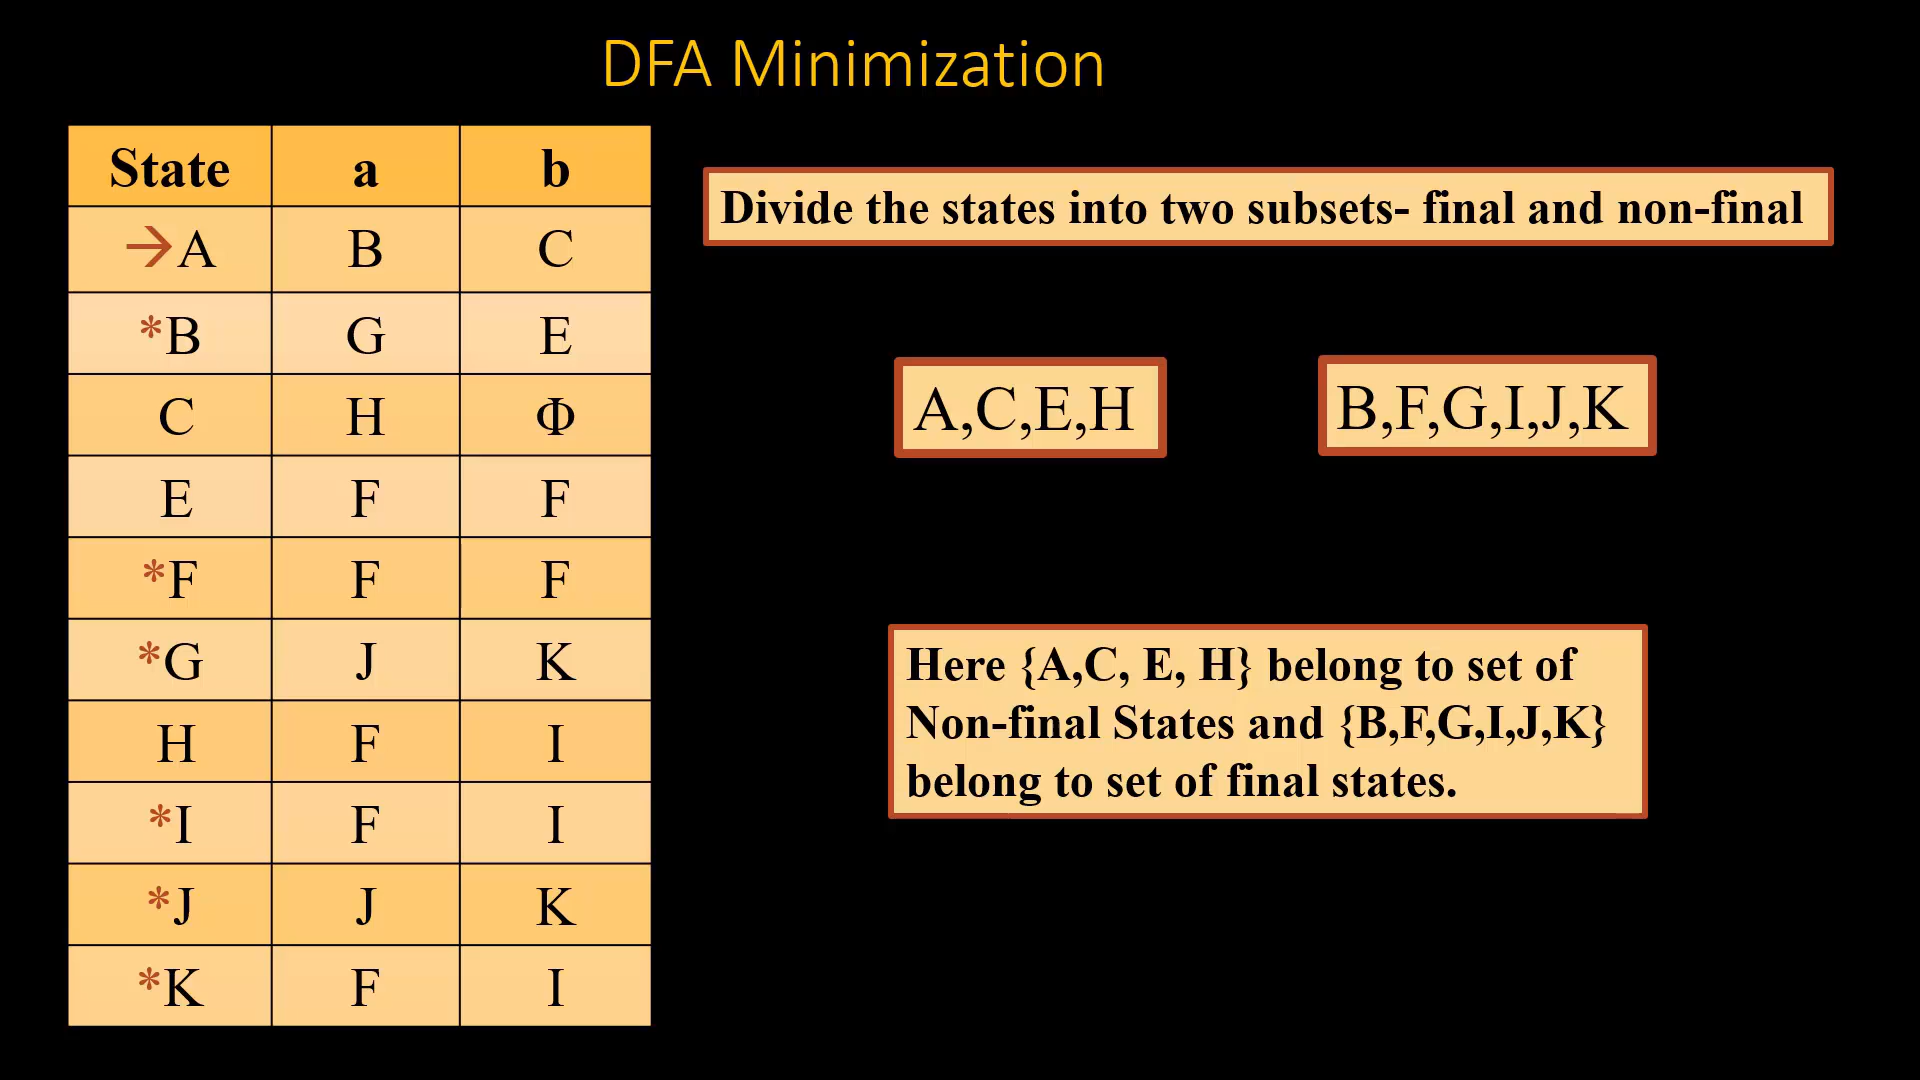 DFA Minimization
State a b
→A B C
*B G E
C H Φ
E F F
*F F F
*G J K
H F I
*I F I
*J J K
*K F I
Divide the states into two subsets- final and non-final
A,C,E,H
B,F,G,I,J,K
Here {A,C, E, H} belong to set of
Non-final States and {B,F,G,I,J,K}
belong to set of final states.